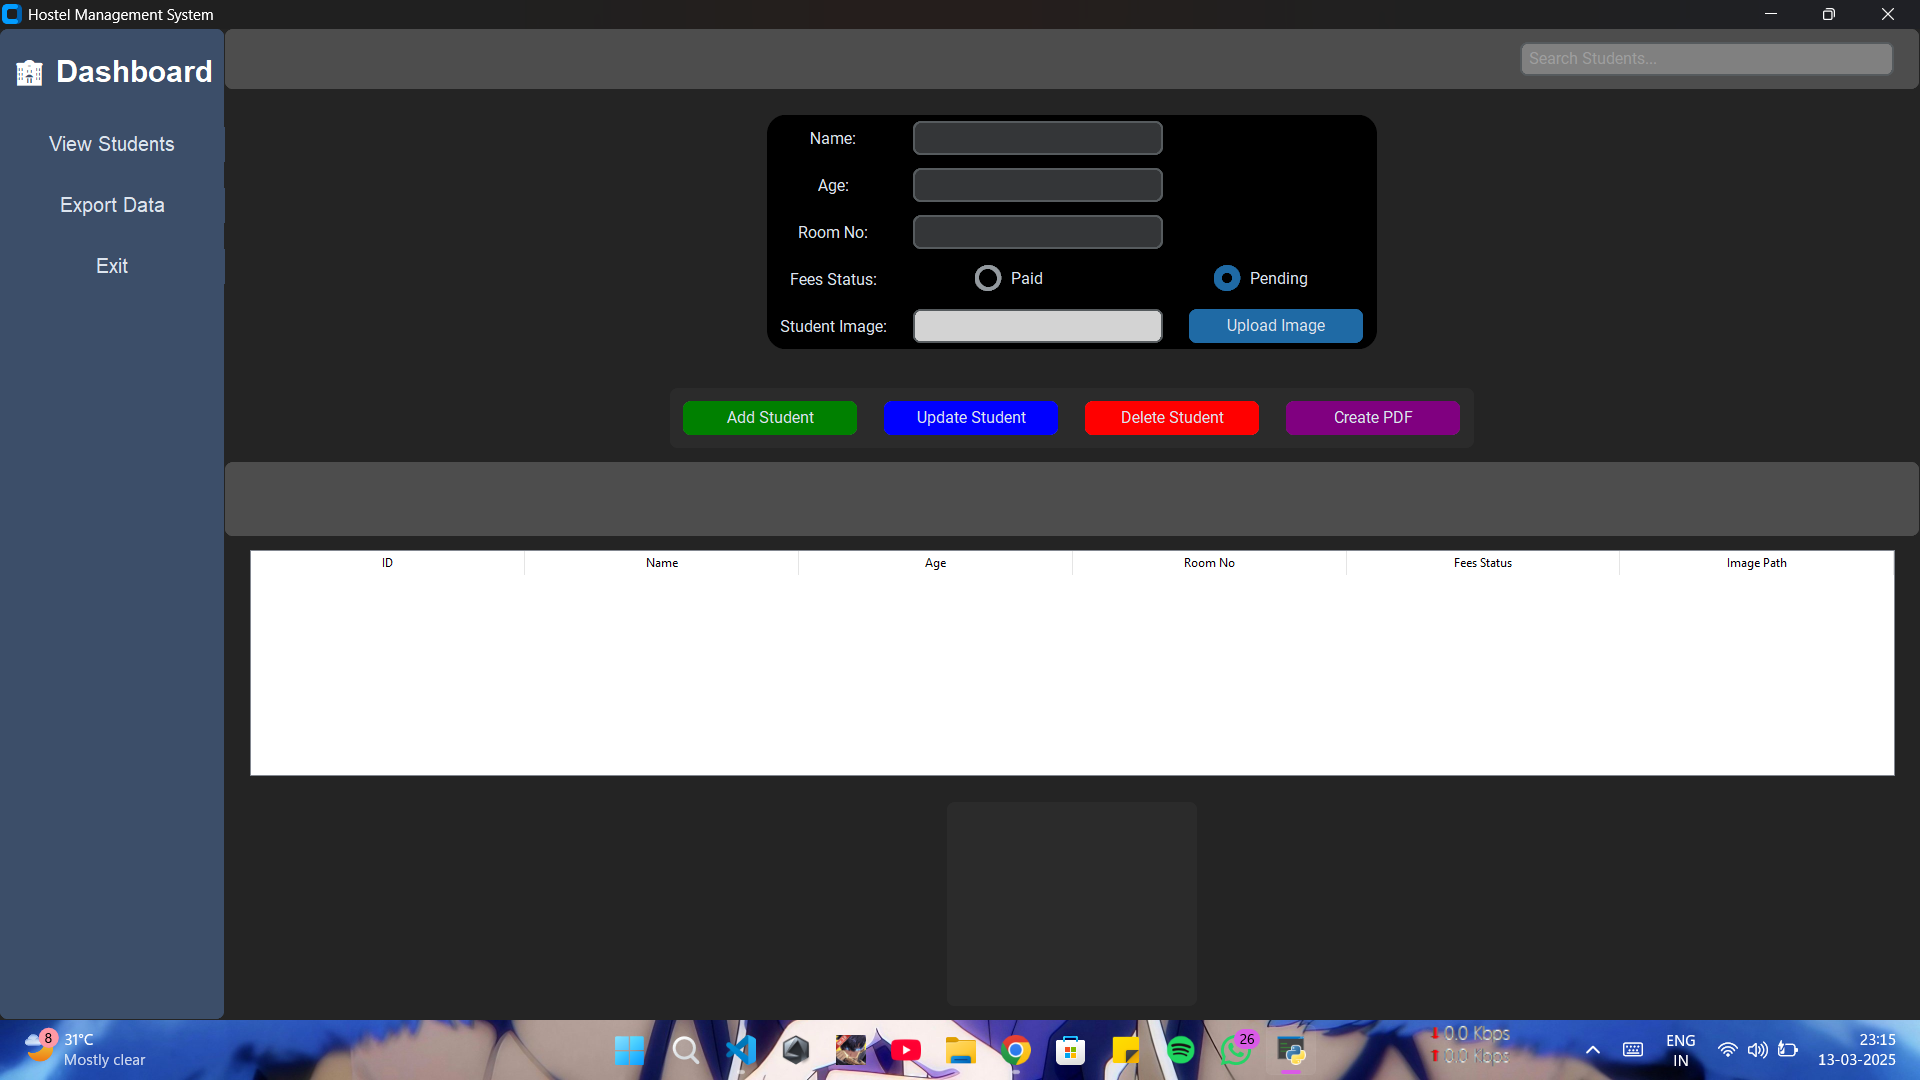 Hostel Management System
Dashboard
Search Students...
View Students
Export Data
Exit
Name:
Age:
Room No:
Fees Status:
Paid
Pending
Student Image:
Upload Image
Add Student
Update Student
Delete Student
Create PDF
ID
Name
Age
Room No
Fees Status
Image Path
8
31°C
Mostly clear
26
0.0 Kbps
0.0 Kbps
ENG
IN
23:15
13-03-2025